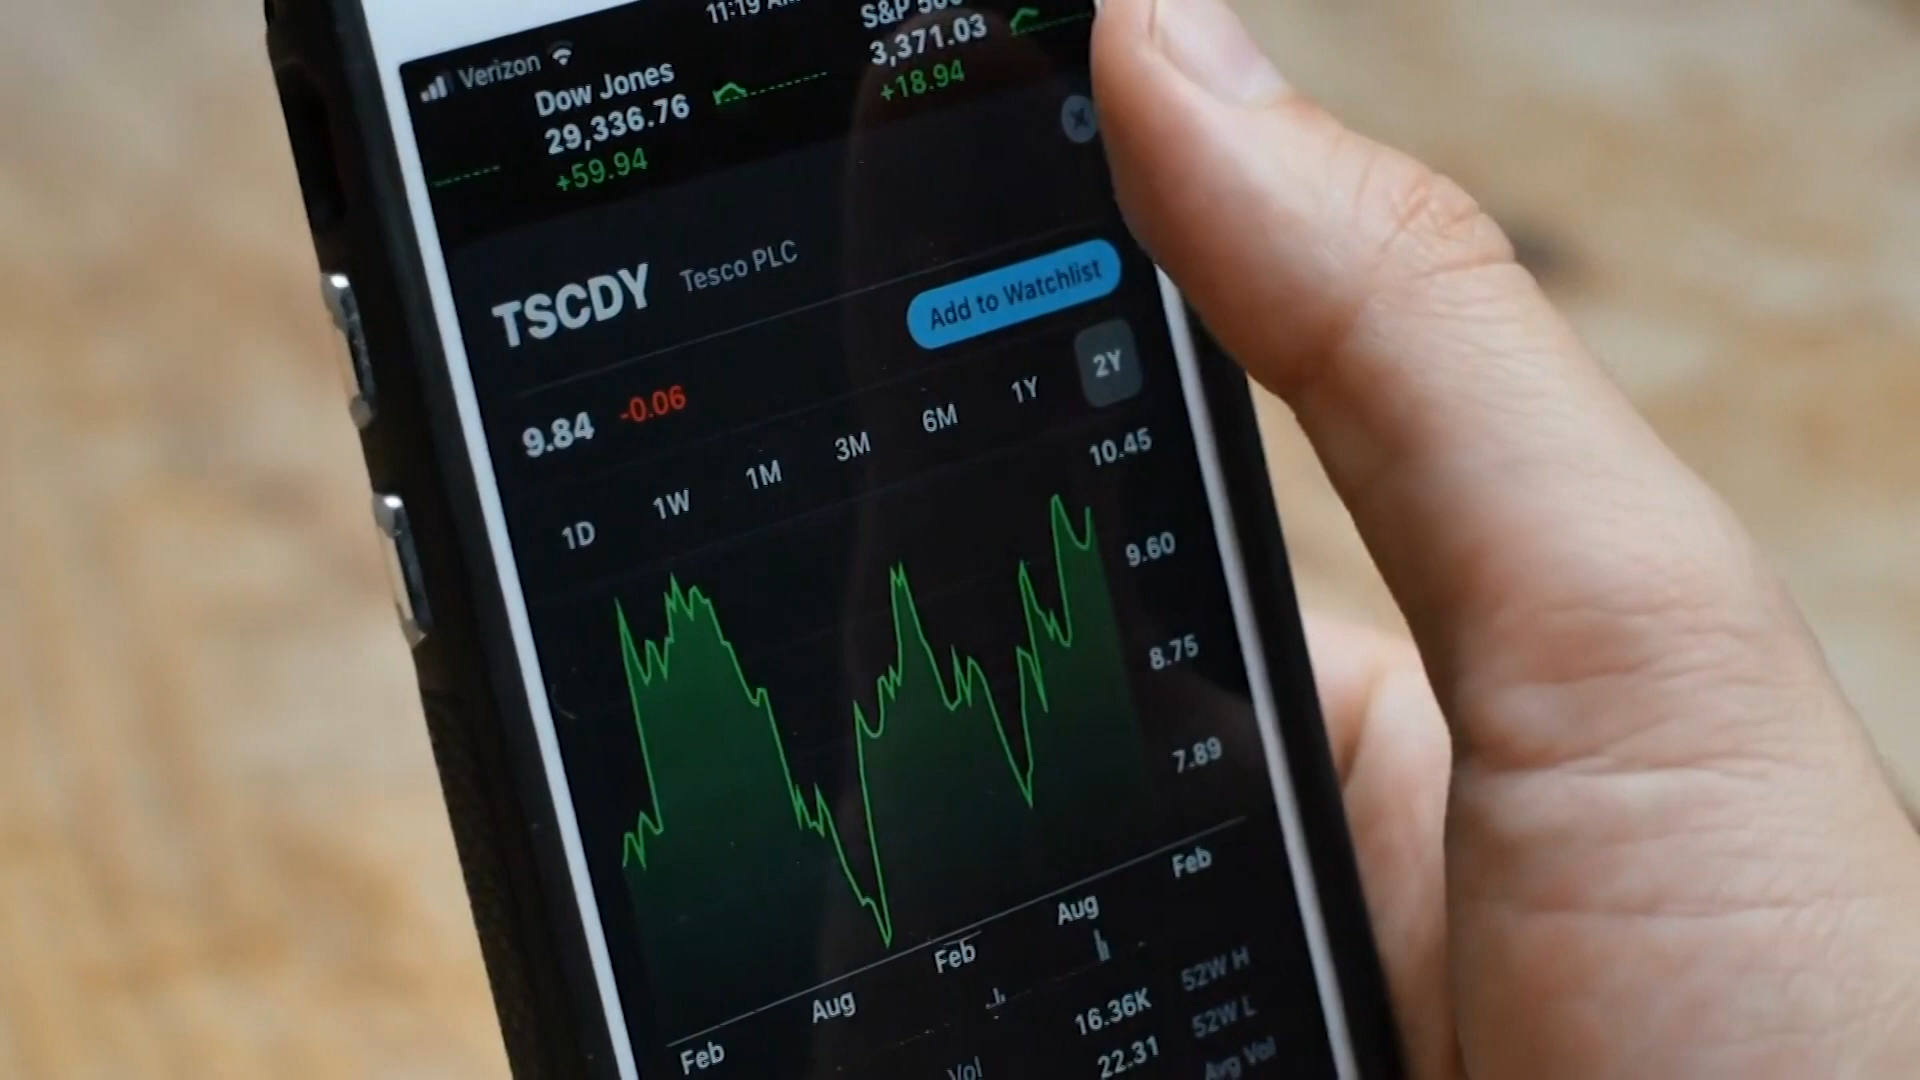 11:19
Verizon
Dow Jones
29,336.76
+59.94
S&P 500
3,371.03
+18.94
TSCDY Tesco PLC
Add to Watchlist
9.84 -0.06
1D 1W 1M 3M 6M 1Y 2Y
10.45
9.60
8.75
7.89
Feb Aug Feb Aug Feb
Vol 16.36K 52W H
22.31 52W L
Avg Vol